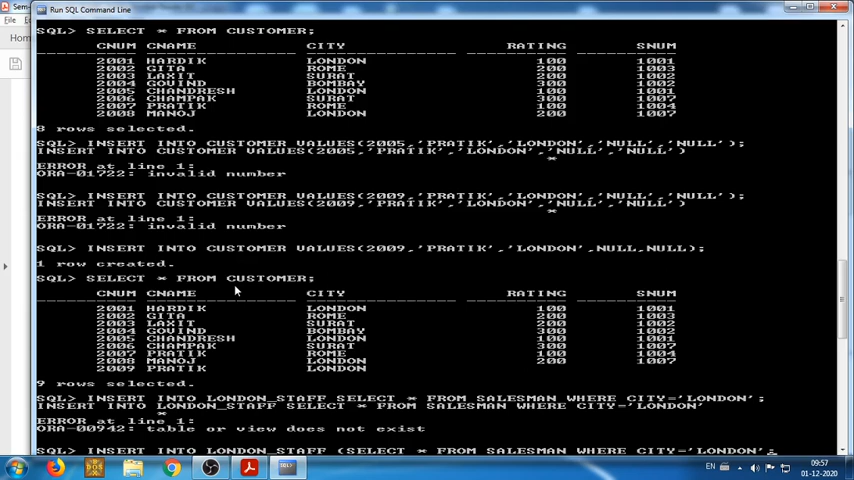 Run SQL Command Line
Sem-
File
Hom
SQL> SELECT * FROM CUSTOMER;
CNUM CNAME CITY RATING SNUM
2001 HARDIK LONDON 100 1001
2002 GITA ROME 200 1003
2003 LAXIT SURAT 200 1002
2004 GOVIND BOMBAY 300 1002
2005 CHANDRESH LONDON 100 1001
2006 CHAMPAK SURAT 300 1007
2007 PRATIK ROME 100 1004
2008 MANOJ LONDON 200 1007
8 rows selected.
SQL> INSERT INTO CUSTOMER VALUES(2005,'PRATIK','LONDON','NULL','NULL');
INSERT INTO CUSTOMER VALUES(2005,'PRATIK','LONDON','NULL','NULL')
*
ERROR at line 1:
ORA-01722: invalid number
SQL> INSERT INTO CUSTOMER VALUES(2009,'PRATIK','LONDON','NULL','NULL');
INSERT INTO CUSTOMER VALUES(2009,'PRATIK','LONDON','NULL','NULL')
*
ERROR at line 1:
ORA-01722: invalid number
SQL> INSERT INTO CUSTOMER VALUES(2009,'PRATIK','LONDON',NULL,NULL);
1 row created.
SQL> SELECT * FROM CUSTOMER;
CNUM CNAME CITY RATING SNUM
2001 HARDIK LONDON 100 1001
2002 GITA ROME 200 1003
2003 LAXIT SURAT 200 1002
2004 GOVIND BOMBAY 300 1002
2005 CHANDRESH LONDON 100 1001
2006 CHAMPAK SURAT 300 1007
2007 PRATIK ROME 100 1004
2008 MANOJ LONDON 200 1007
2009 PRATIK LONDON
9 rows selected.
SQL> INSERT INTO LONDON_STAFF SELECT * FROM SALESMAN WHERE CITY='LONDON';
INSERT INTO LONDON_STAFF SELECT * FROM SALESMAN WHERE CITY='LONDON'
*
ERROR at line 1:
ORA-00942: table or view does not exist
SQL> INSERT INTO LONDON_STAFF (SELECT * FROM SALESMAN WHERE CITY='LONDON'
DOS
SQL>
EN
09:57
01-12-2020